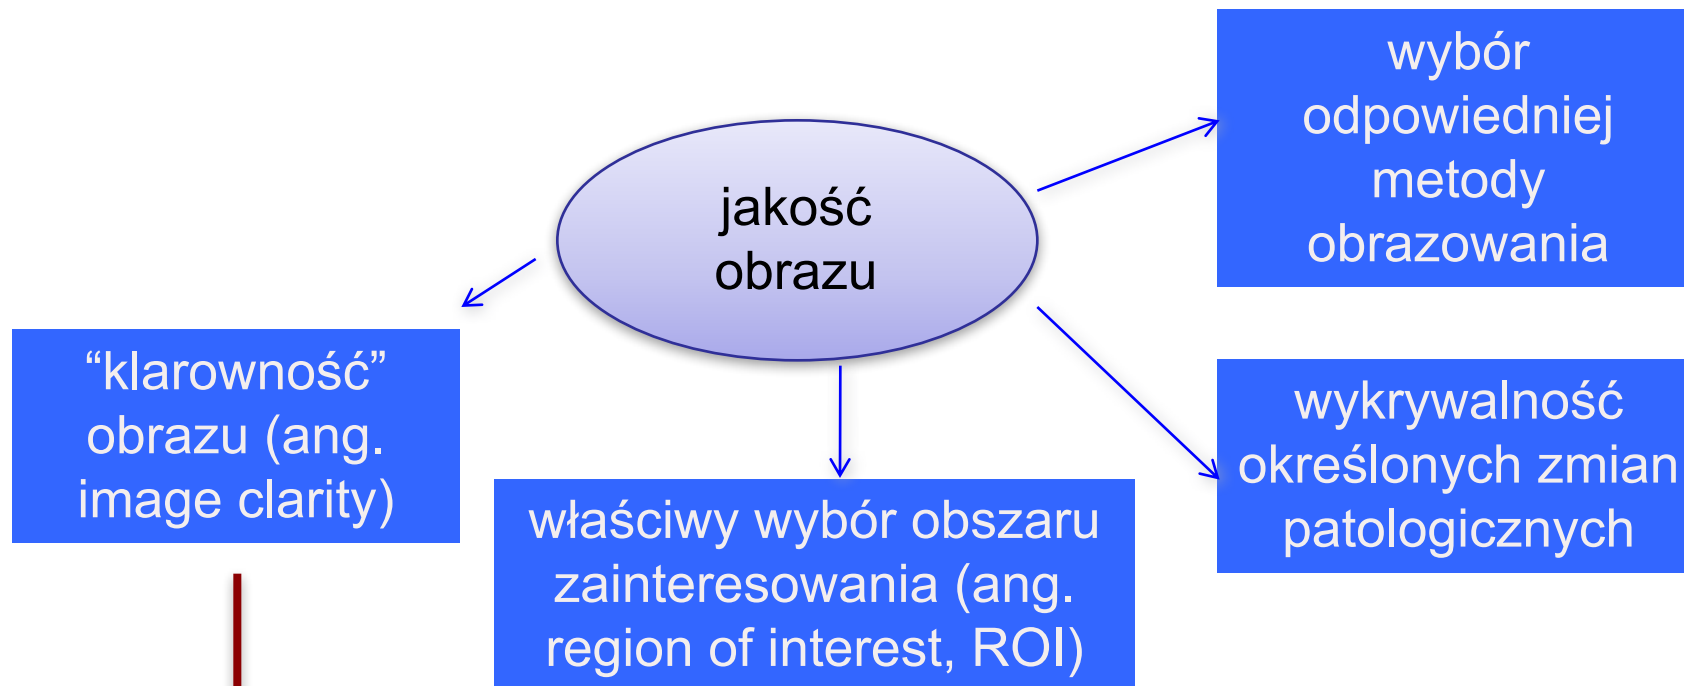 wybór
odpowiedniej
metody
obrazowania
jakość
obrazu
“klarowność”
obrazu (ang.
image clarity)
wykrywalność
określonych zmian
patologicznych
właściwy wybór obszaru
zainteresowania (ang.
region of interest, ROI)